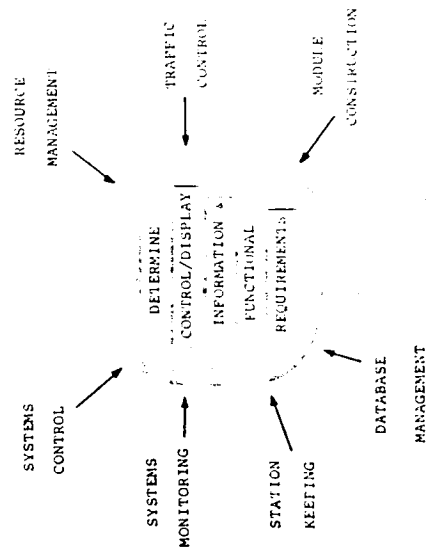 SYSTEMS
CONTROL
RESOURCE
MANAGEMENT
SYSTEMS
MONITORING
DETERMINE
CONTROL/DISPLAY
INFORMATION &
FUNCTIONAL
REQUIREMENTS
TRAFFIC
CONTROL
STATION
KEEPING
DATABASE
MANAGEMENT
MODULE
CONSTRUCTION